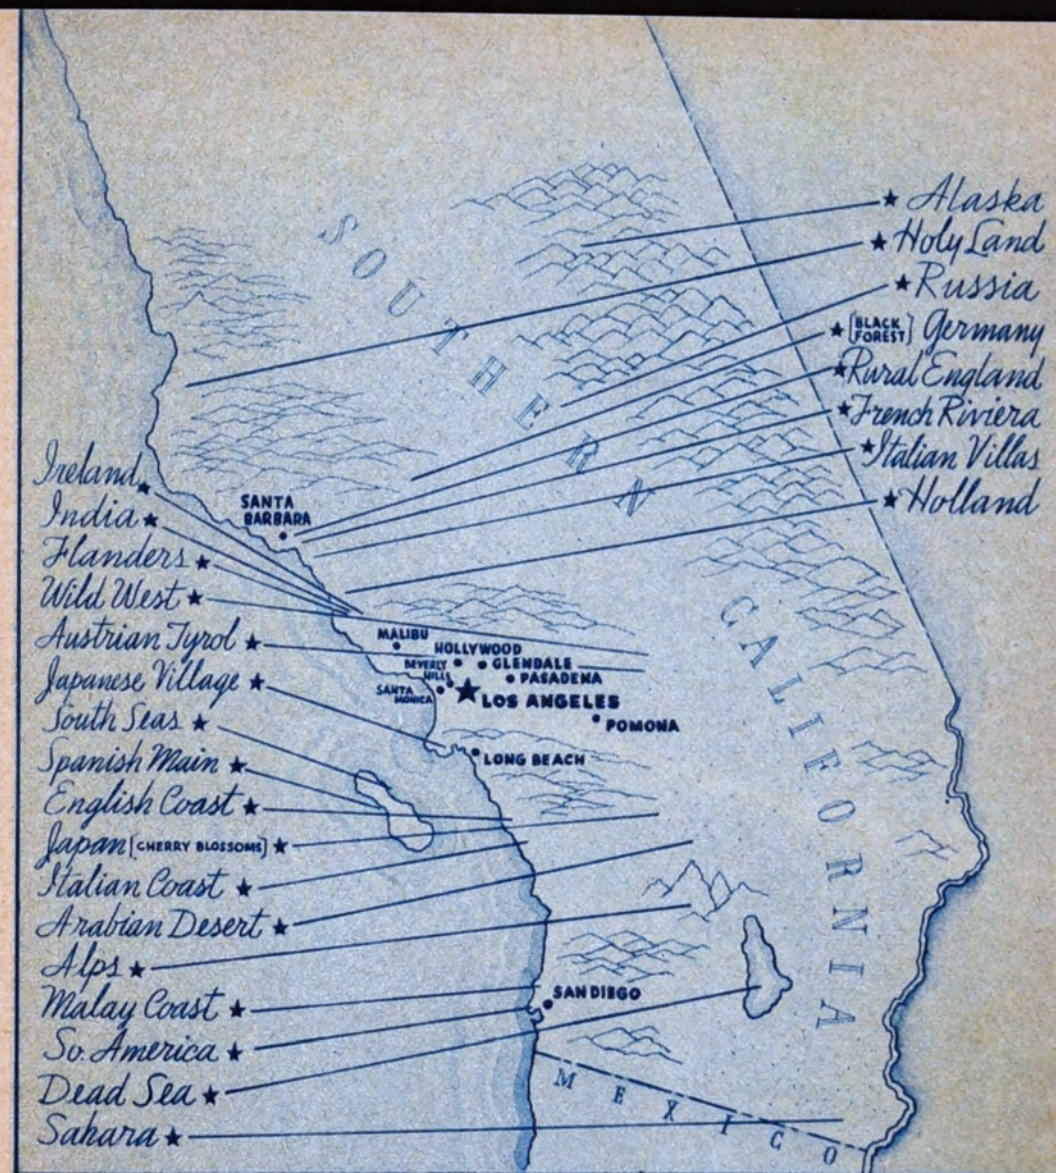 SOUTHERN
CALIFORNIA
Alaska
Holy Land
Russia
[BLACK FOREST] Germany
Rural England
French Riviera
Italian Villas
Holland
Ireland
India
Flanders
Wild West
Austrian Tyrol
Japanese Village
South Seas
Spanish Main
English Coast
Japan [CHERRY BLOSSOMS]
Italian Coast
Arabian Desert
Alps
Malay Coast
So. America
Dead Sea
Sahara
SANTA
BARBARA
MALIBU
HOLLYWOOD
BEVERLY
HILLS
GLENDALE
PASADENA
SANTA
MONICA
LOS ANGELES
POMONA
LONG BEACH
SAN DIEGO
MEXICO